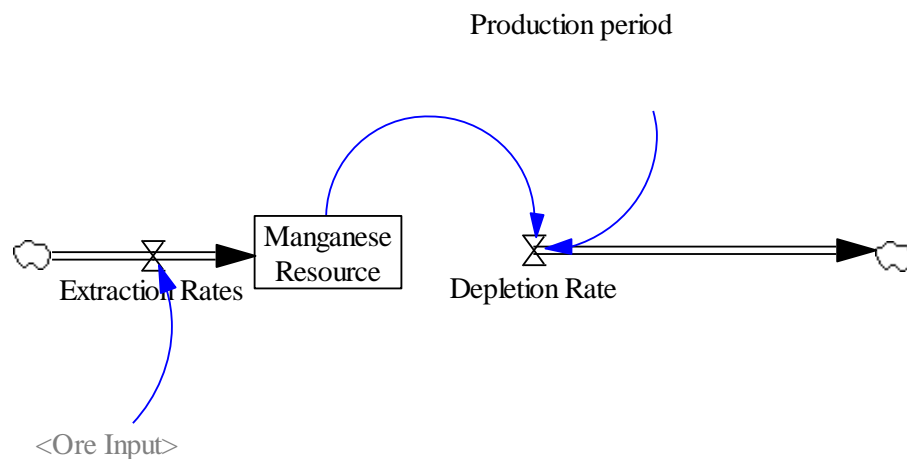 Production period
Manganese
Resource
Extraction Rates
Depletion Rate
<Ore Input>